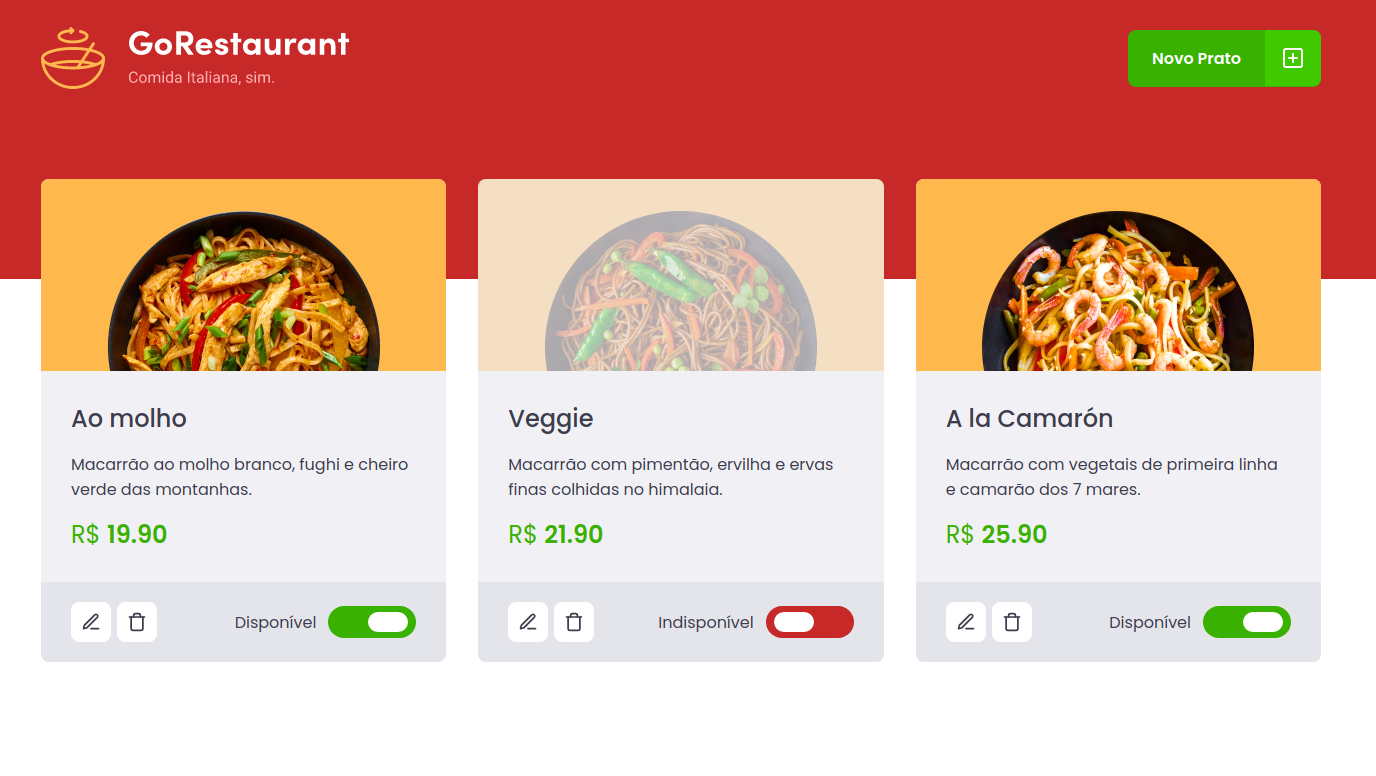 GoRestaurant
Comida Italiana, sim.
Novo Prato
Ao molho
Macarrão ao molho branco, fughi e cheiro
verde das montanhas.
R$ 19.90
Disponível
Veggie
Macarrão com pimentão, ervilha e ervas
finas colhidas no himalaia.
R$ 21.90
Indisponível
A la Camarón
Macarrão com vegetais de primeira linha
e camarão dos 7 mares.
R$ 25.90
Disponível